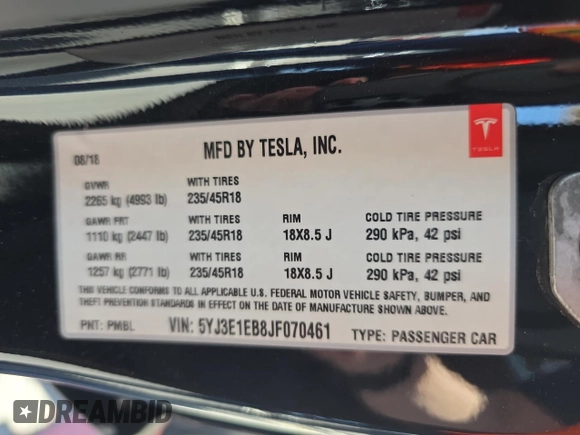 08/18 MFD BY TESLA, INC.
TESLA
GVWR WITH TIRES
2265 kg (4993 lb) 235/45R18
GAWR FRT WITH TIRES RIM COLD TIRE PRESSURE
1110 kg (2447 lb) 235/45R18 18X8.5 J 290 kPa, 42 psi
GAWR RR WITH TIRES RIM COLD TIRE PRESSURE
1257 kg (2771 lb) 235/45R18 18X8.5 J 290 kPa, 42 psi
THIS VEHICLE CONFORMS TO ALL APPLICABLE U.S. FEDERAL MOTOR VEHICLE SAFETY, BUMPER, AND
THEFT PREVENTION STANDARDS IN EFFECT ON THE DATE OF MANUFACTURE SHOWN ABOVE.
PNT: PMBL VIN: 5YJ3E1EB8JF070461 TYPE: PASSENGER CAR
DREAMBID